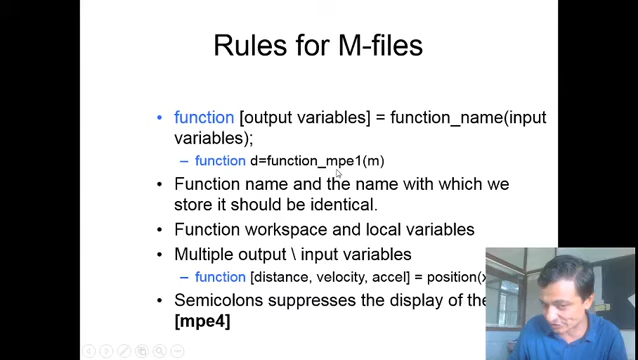 Rules for M-files
• function [output variables] = function_name(input
variables);
– function d=function_mpe1(m)
• Function name and the name with which we
store it should be identical.
• Function workspace and local variables
• Multiple output \ input variables
– function [distance, velocity, accel] = position(x
• Semicolons suppresses the display of the
[mpe4]